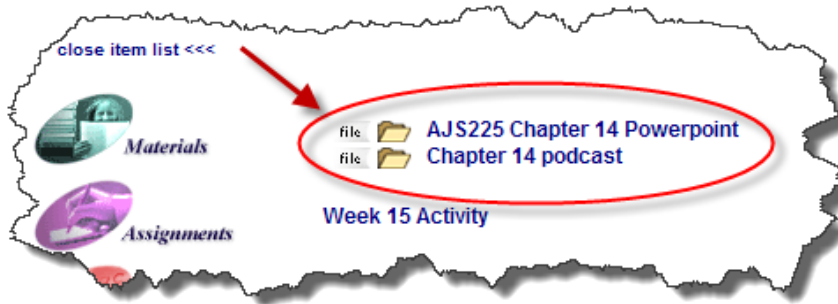 close item list <<<
file AJS225 Chapter 14 Powerpoint
file Chapter 14 podcast
Materials
Week 15 Activity
Assignments